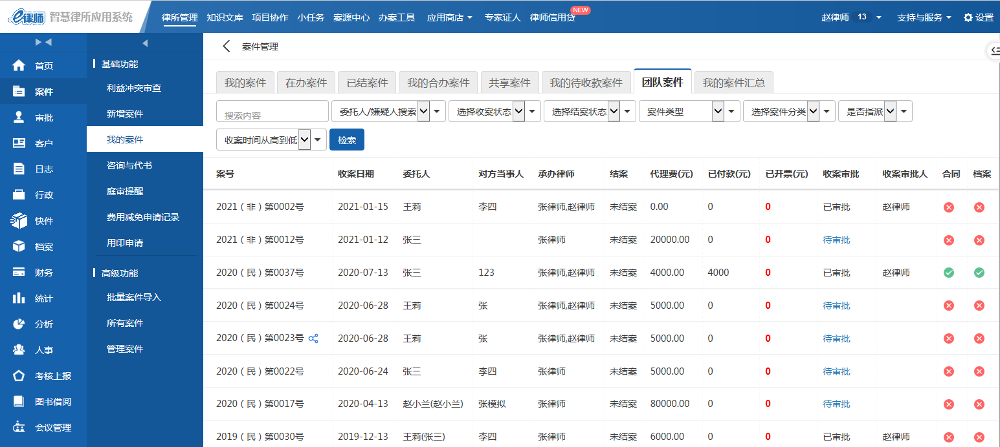 e律师 智慧律所应用系统 律所管理 知识文库 项目协作 小任务 案源中心 办案工具 应用商店 专家证人 律师信用贷 NEW 赵律师 13 支持与服务 设置
首页
案件
审批
客户
日志
行政
快件
档案
财务
统计
分析
人事
考核上报
图书借阅
会议管理
基础功能
利益冲突审查
新增案件
我的案件
咨询与代书
庭审提醒
费用减免申请记录
用印申请
高级功能
批量案件导入
所有案件
管理案件
案件管理
我的案件 在办案件 已结案件 我的合办案件 共享案件 我的待收款案件 团队案件 我的案件汇总
搜索内容 委托人/嫌疑人搜索 选择收案状态 选择结案状态 案件类型 选择案件分类 是否指派
收案时间从高到低 检索
案号 收案日期 委托人 对方当事人 承办律师 结案 代理费(元) 已付款(元) 已开票(元) 收案审批 收案审批人 合同 档案
2021（非）第0002号 2021-01-15 王莉 李四 张律师,赵律师 未结案 0.00 0 0 已审批 赵律师
2021（非）第0012号 2021-01-12 张三 张律师 未结案 20000.00 0 0 待审批
2020（民）第0037号 2020-07-13 张三 123 张律师,赵律师 未结案 4000.00 4000 0 已审批 赵律师
2020（民）第0024号 2020-06-28 王莉 张 张律师,赵律师 未结案 5000.00 0 0 待审批
2020（民）第0023号 2020-06-28 王莉 张 张律师,赵律师 未结案 5000.00 0 0 待审批
2020（民）第0022号 2020-06-24 张三 李四 张律师 未结案 5000.00 0 0 待审批
2020（民）第0017号 2020-04-13 赵小兰(赵小兰) 张模拟 张律师 未结案 80000.00 0 0 待审批
2019（民）第0030号 2019-12-13 王莉(张三) 李四 张律师 未结案 6000.00 0 0 已审批 赵律师